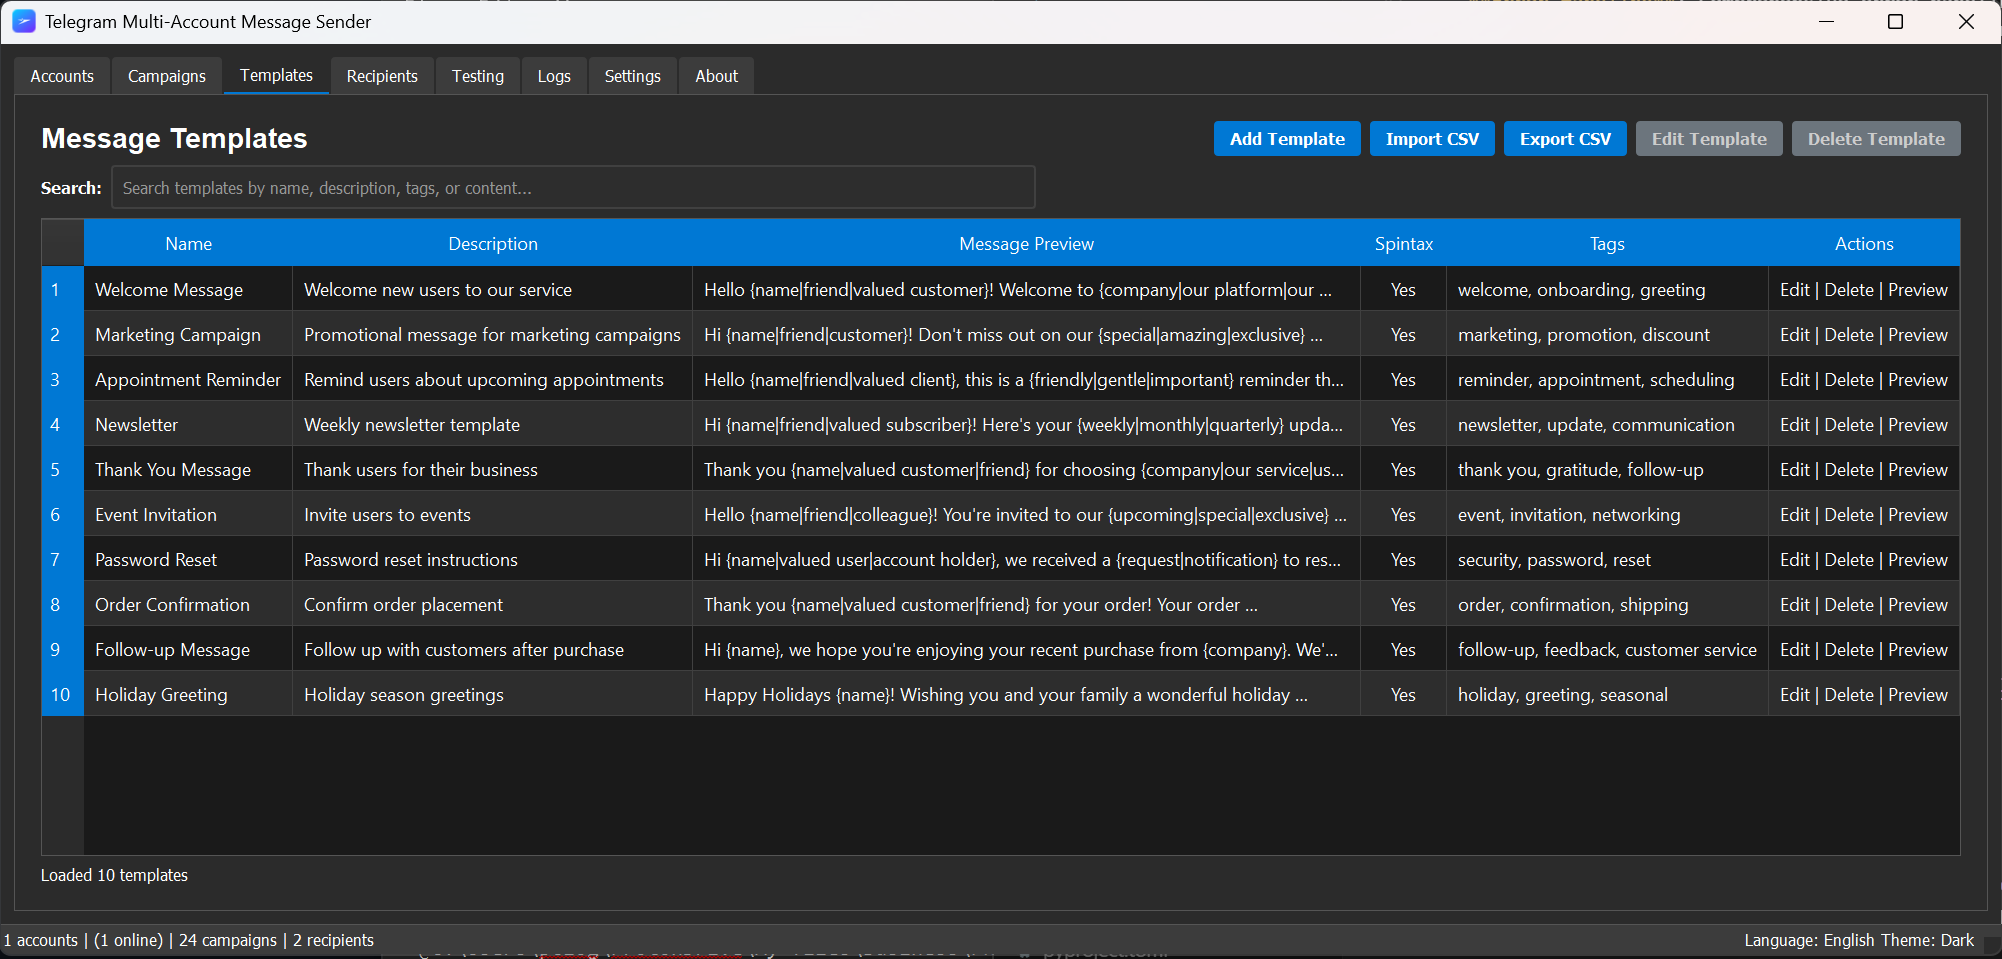 Telegram Multi-Account Message Sender
Accounts Campaigns Templates Recipients Testing Logs Settings About
Message Templates
Add Template Import CSV Export CSV Edit Template Delete Template
Search: Search templates by name, description, tags, or content...
Name Description Message Preview Spintax Tags Actions
1 Welcome Message Welcome new users to our service Hello {name|friend|valued customer}! Welcome to {company|our platform|our ... Yes welcome, onboarding, greeting Edit | Delete | Preview
2 Marketing Campaign Promotional message for marketing campaigns Hi {name|friend|customer}! Don't miss out on our {special|amazing|exclusive} ... Yes marketing, promotion, discount Edit | Delete | Preview
3 Appointment Reminder Remind users about upcoming appointments Hello {name|friend|valued client}, this is a {friendly|gentle|important} reminder th... Yes reminder, appointment, scheduling Edit | Delete | Preview
4 Newsletter Weekly newsletter template Hi {name|friend|valued subscriber}! Here's your {weekly|monthly|quarterly} upda... Yes newsletter, update, communication Edit | Delete | Preview
5 Thank You Message Thank users for their business Thank you {name|valued customer|friend} for choosing {company|our service|us... Yes thank you, gratitude, follow-up Edit | Delete | Preview
6 Event Invitation Invite users to events Hello {name|friend|colleague}! You're invited to our {upcoming|special|exclusive} ... Yes event, invitation, networking Edit | Delete | Preview
7 Password Reset Password reset instructions Hi {name|valued user|account holder}, we received a {request|notification} to res... Yes security, password, reset Edit | Delete | Preview
8 Order Confirmation Confirm order placement Thank you {name|valued customer|friend} for your order! Your order ... Yes order, confirmation, shipping Edit | Delete | Preview
9 Follow-up Message Follow up with customers after purchase Hi {name}, we hope you're enjoying your recent purchase from {company}. We'... Yes follow-up, feedback, customer service Edit | Delete | Preview
10 Holiday Greeting Holiday season greetings Happy Holidays {name}! Wishing you and your family a wonderful holiday ... Yes holiday, greeting, seasonal Edit | Delete | Preview
Loaded 10 templates
1 accounts | (1 online) | 24 campaigns | 2 recipients Language: English Theme: Dark